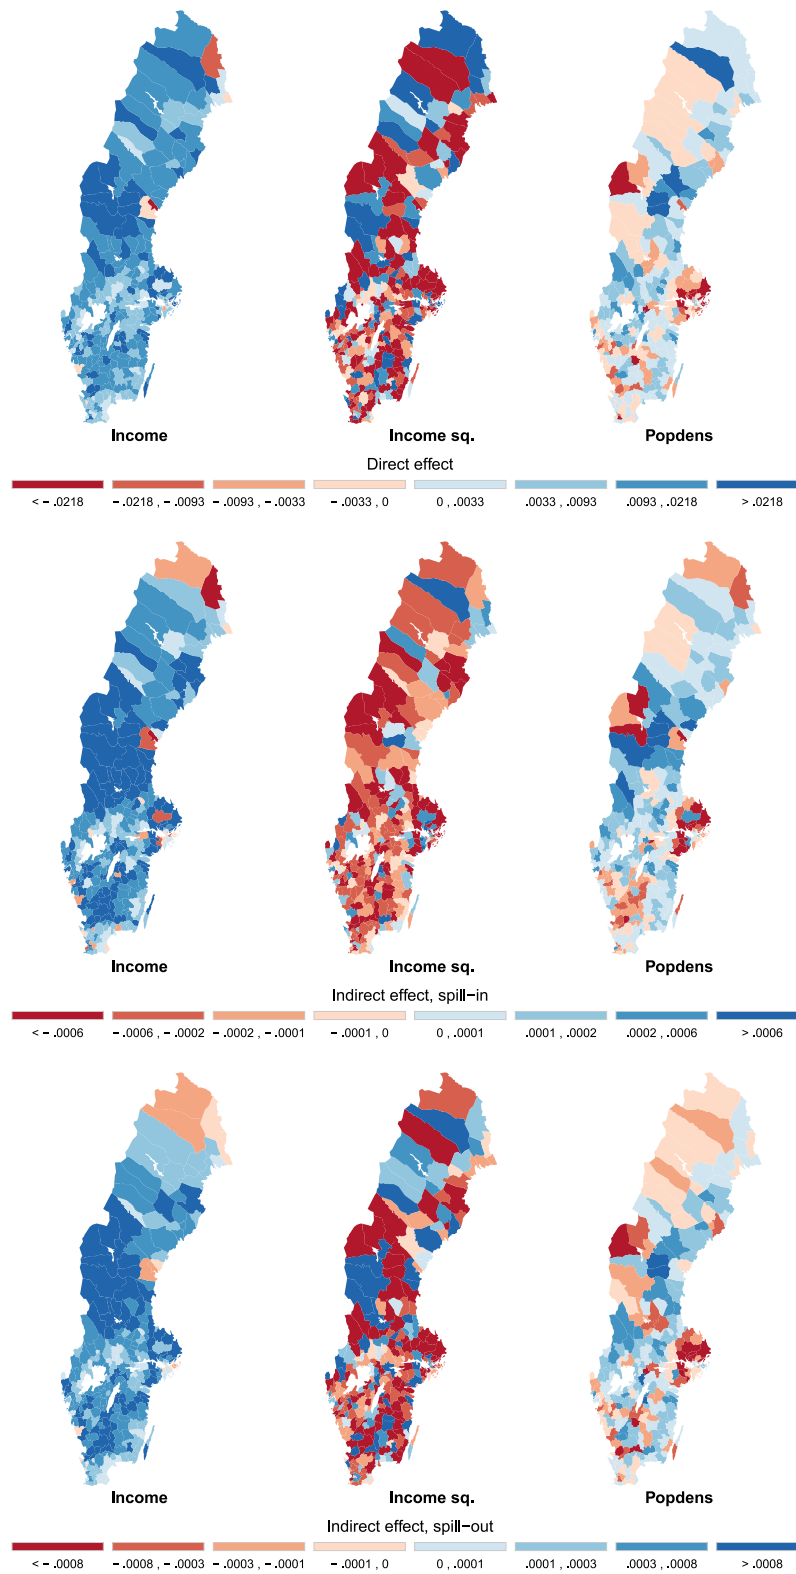 Income Income sq. Popdens
Direct effect
< − .0218 − .0218 , − .0093 − .0093 , − .0033 − .0033 , 0 0 , .0033 .0033 , .0093 .0093 , .0218 > .0218
Income Income sq. Popdens
Indirect effect, spill−in
< − .0006 − .0006 , − .0002 − .0002 , − .0001 − .0001 , 0 0 , .0001 .0001 , .0002 .0002 , .0006 > .0006
Income Income sq. Popdens
Indirect effect, spill−out
< − .0008 − .0008 , − .0003 − .0003 , − .0001 − .0001 , 0 0 , .0001 .0001 , .0003 .0003 , .0008 > .0008